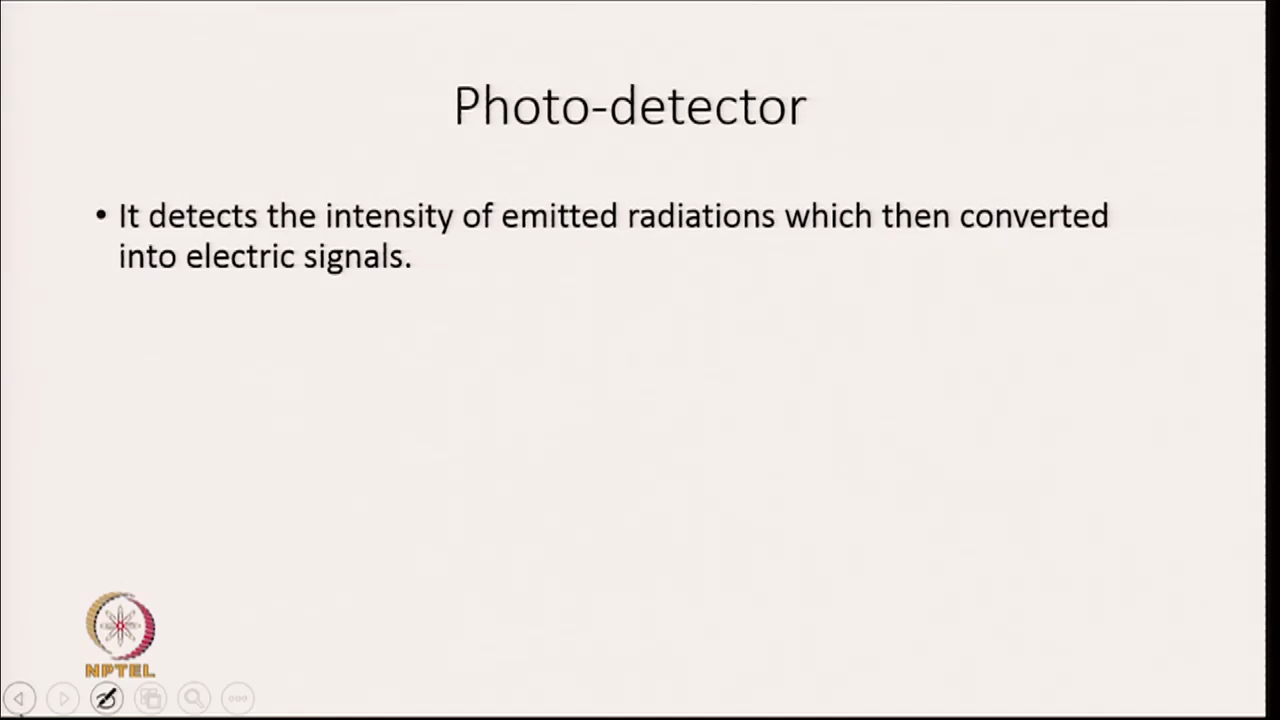 Photo-detector
• It detects the intensity of emitted radiations which then converted
into electric signals.
NPTEL